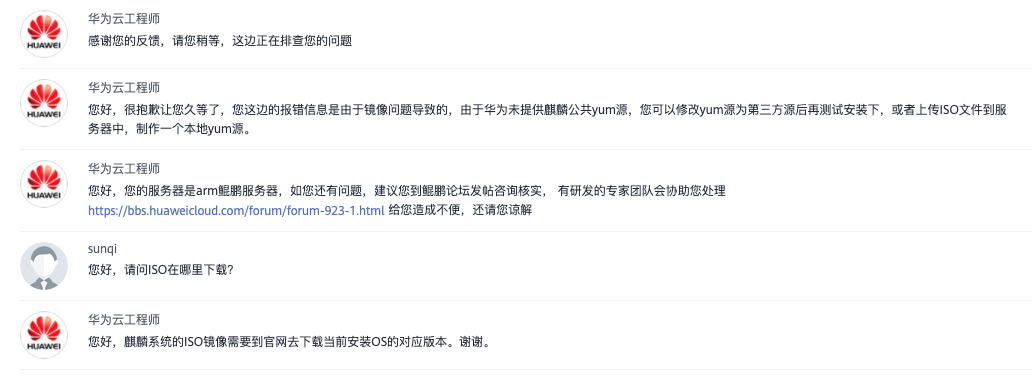 HUAWEI
华为云工程师
感谢您的反馈，请您稍等，这边正在排查您的问题
HUAWEI
华为云工程师
您好，很抱歉让您久等了，您这边的报错信息是由于镜像问题导致的，由于华为未提供麒麟公共yum源，您可以修改yum源为第三方源后再测试安装下，或者上传ISO文件到服
务器中，制作一个本地yum源。
HUAWEI
华为云工程师
您好，您的服务器是arm鲲鹏服务器，如您还有问题，建议您到鲲鹏论坛发帖咨询核实， 有研发的专家团队会协助您处理
https://bbs.huaweicloud.com/forum/forum-923-1.html 给您造成不便，还请您谅解
sunqi
您好，请问ISO在哪里下载？
HUAWEI
华为云工程师
您好，麒麟系统的ISO镜像需要到官网去下载当前安装OS的对应版本。谢谢。